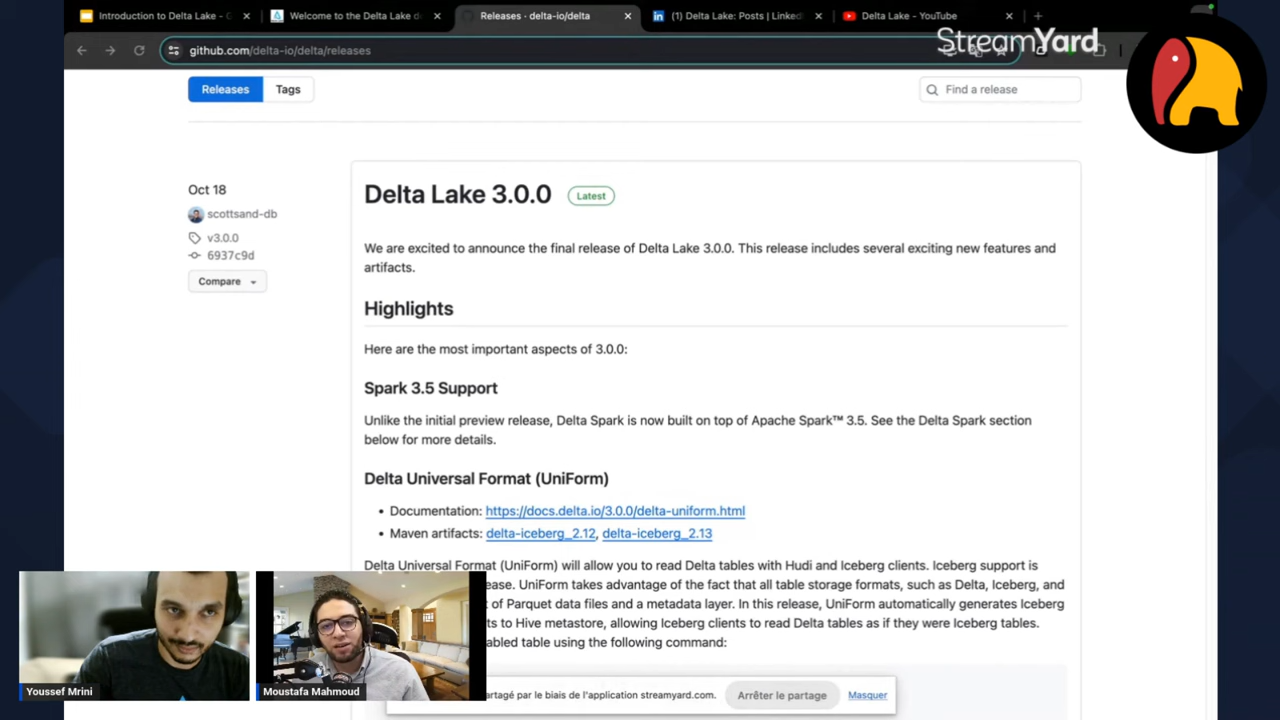 Introduction to Delta Lake - G
Welcome to the Delta Lake d
Releases · delta-io/delta
(1) Delta Lake: Posts | Linked
Delta Lake - YouTube
github.com/delta-io/delta/releases
StreamYard
Releases
Tags
Find a release
Oct 18
scottsand-db
v3.0.0
6937c9d
Compare
Delta Lake 3.0.0
Latest
We are excited to announce the final release of Delta Lake 3.0.0. This release includes several exciting new features and
artifacts.
Highlights
Here are the most important aspects of 3.0.0:
Spark 3.5 Support
Unlike the initial preview release, Delta Spark is now built on top of Apache Spark™ 3.5. See the Delta Spark section
below for more details.
Delta Universal Format (UniForm)
• Documentation: https://docs.delta.io/3.0.0/delta-uniform.html
• Maven artifacts: delta-iceberg_2.12, delta-iceberg_2.13
Delta Universal Format (UniForm) will allow you to read Delta tables with Hudi and Iceberg clients. Iceberg support is
ease. UniForm takes advantage of the fact that all table storage formats, such as Delta, Iceberg, and
t of Parquet data files and a metadata layer. In this release, UniForm automatically generates Iceberg
ts to Hive metastore, allowing Iceberg clients to read Delta tables as if they were Iceberg tables.
abled table using the following command:
partagé par le biais de l'application streamyard.com.
Arrêter le partage
Masquer
Youssef Mrini
Moustafa Mahmoud